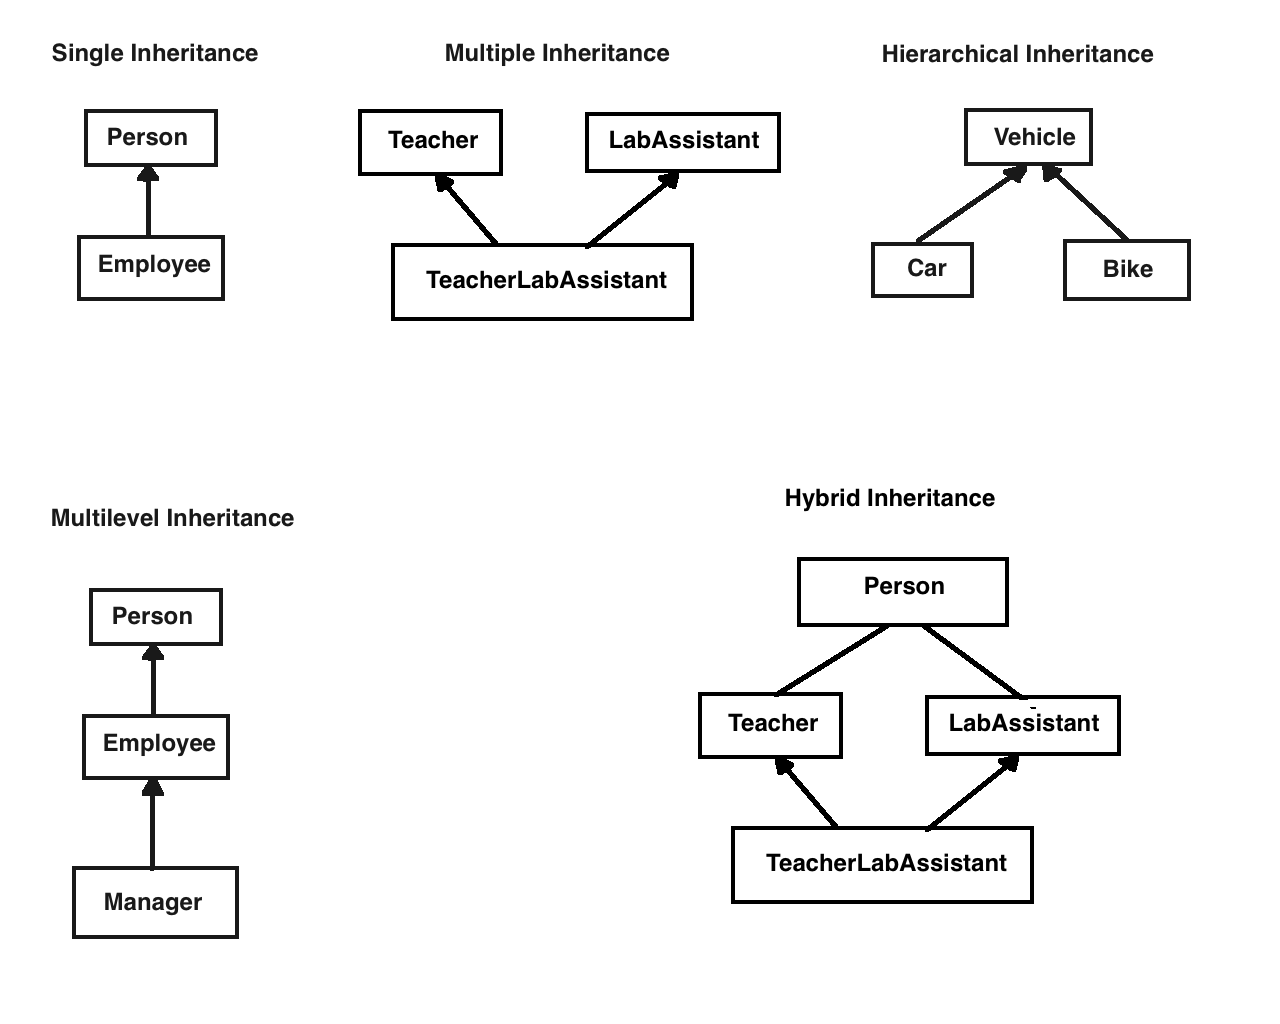 Single Inheritance
Person
Employee
Multiple Inheritance
Teacher
LabAssistant
TeacherLabAssistant
Hierarchical Inheritance
Vehicle
Car
Bike
Multilevel Inheritance
Person
Employee
Manager
Hybrid Inheritance
Person
Teacher
LabAssistant
TeacherLabAssistant